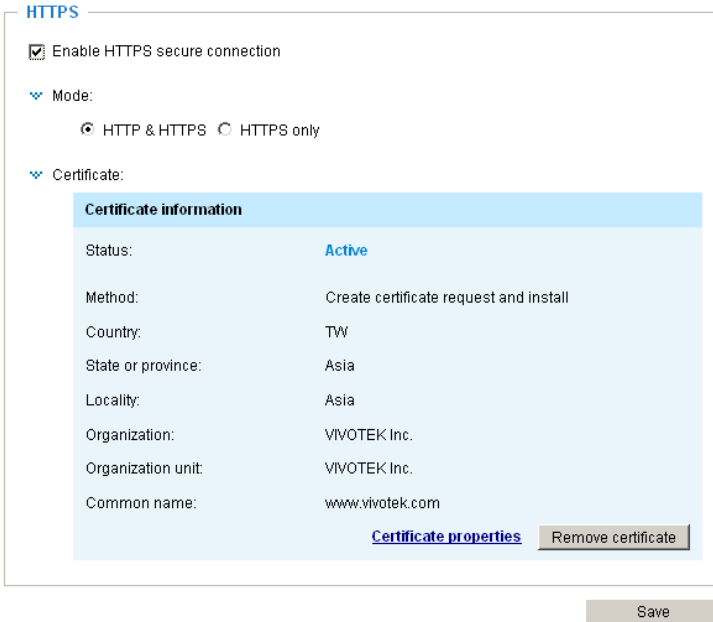 HTTPS
Enable HTTPS secure connection
Mode:
HTTP & HTTPS HTTPS only
Certificate:
Certificate information
Status: Active
Method: Create certificate request and install
Country: TW
State or province: Asia
Locality: Asia
Organization: VIVOTEK Inc.
Organization unit: VIVOTEK Inc.
Common name: www.vivotek.com
Certificate properties Remove certificate
Save